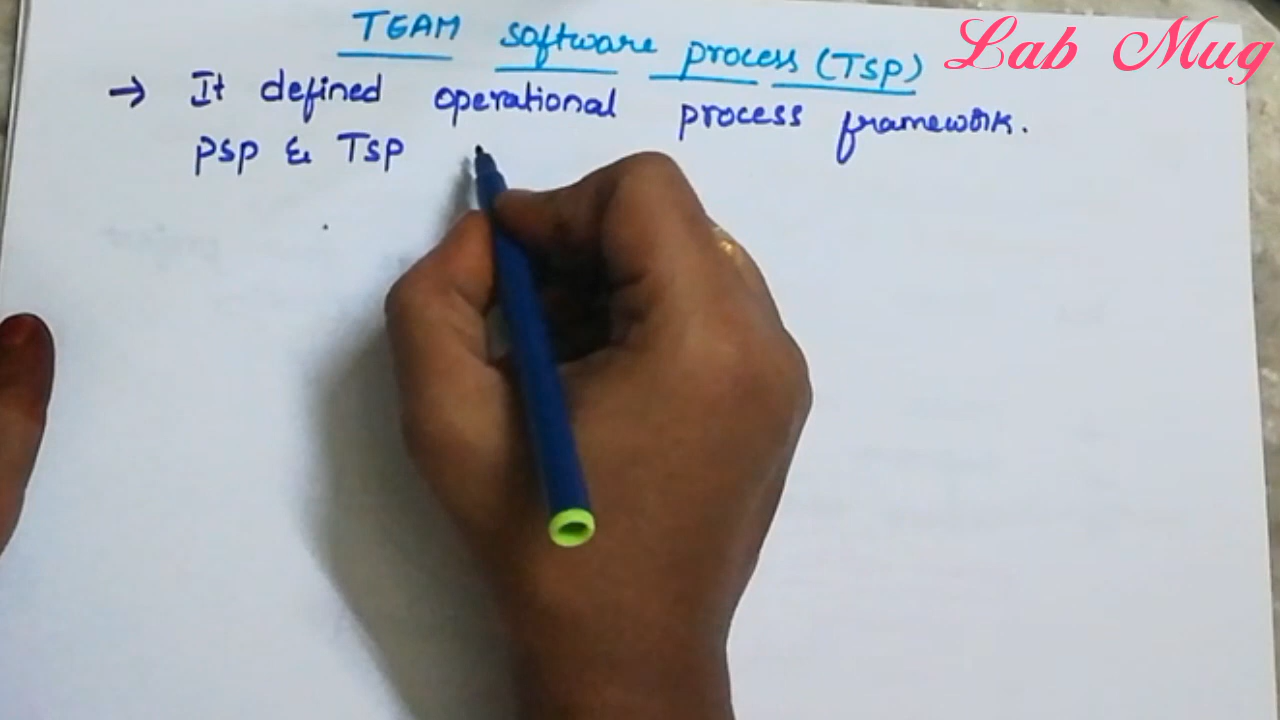 TEAM software process (TSP)
Lab Mug
→ It defined operational process framework.
PSP & TSP